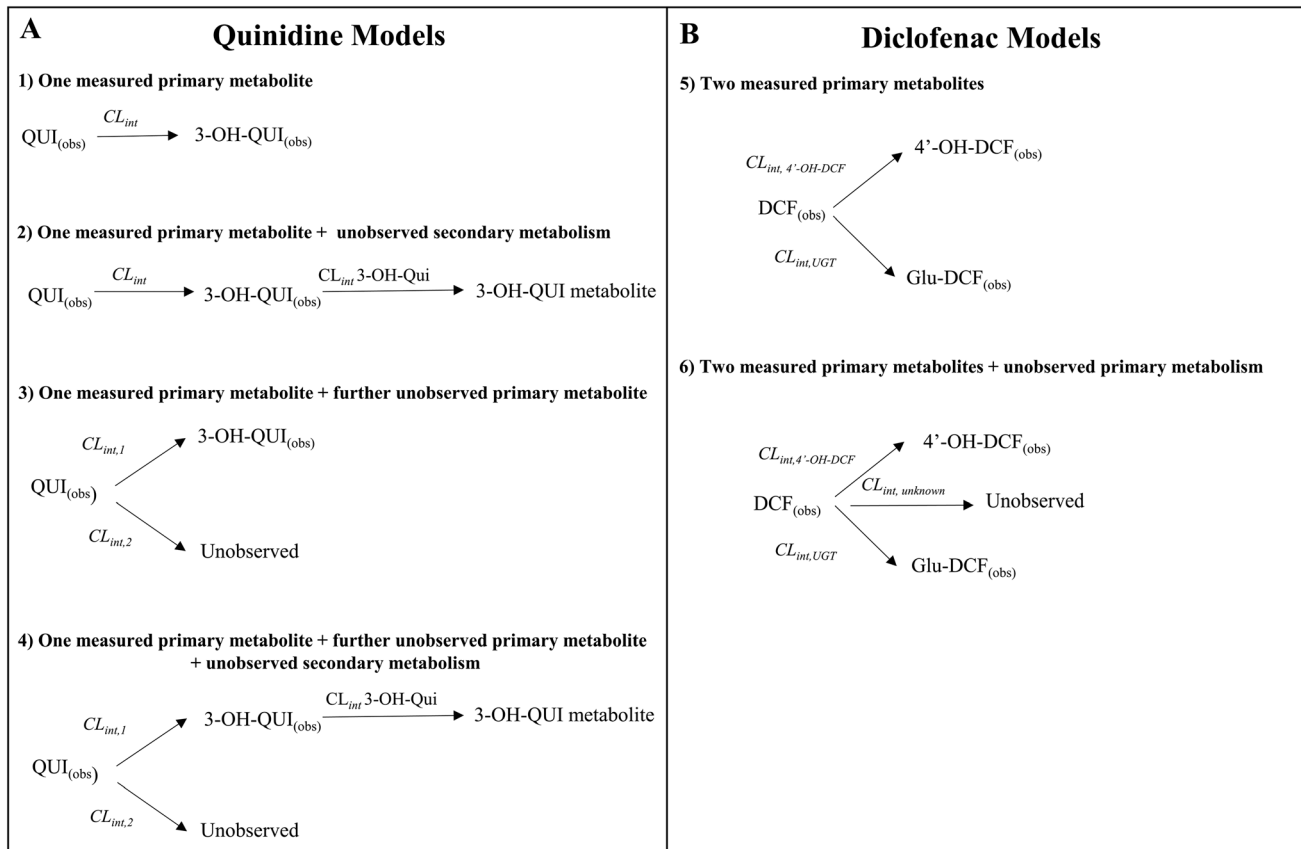 A
Quinidine Models
1) One measured primary metabolite
CL_int
QUI(obs) 3-OH-QUI(obs)
2) One measured primary metabolite + unobserved secondary metabolism
CL_int CL_int 3-OH-Qui
QUI(obs) 3-OH-QUI(obs) 3-OH-QUI metabolite
3) One measured primary metabolite + further unobserved primary metabolite
3-OH-QUI(obs)
CL_int,1
QUI(obs)
CL_int,2
Unobserved
4) One measured primary metabolite + further unobserved primary metabolite
+ unobserved secondary metabolism
CL_int 3-OH-Qui
CL_int,1 3-OH-QUI(obs) 3-OH-QUI metabolite
QUI(obs)
CL_int,2
Unobserved
B
Diclofenac Models
5) Two measured primary metabolites
4’-OH-DCF(obs)
CL_int, 4’-OH-DCF
DCF(obs)
CL_int,UGT
Glu-DCF(obs)
6) Two measured primary metabolites + unobserved primary metabolism
4’-OH-DCF(obs)
CL_int,4’-OH-DCF
CL_int, unknown
DCF(obs) Unobserved
CL_int,UGT
Glu-DCF(obs)